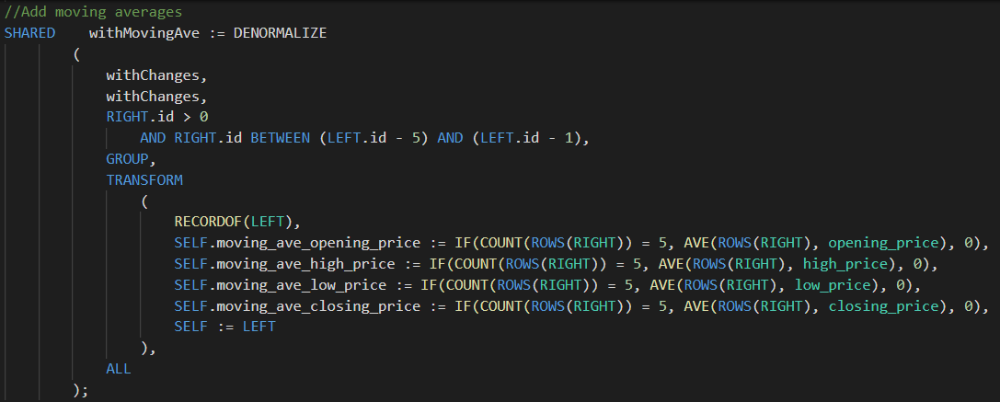 //Add moving averages
SHARED withMovingAve := DENORMALIZE
(
withChanges,
withChanges,
RIGHT.id > 0
AND RIGHT.id BETWEEN (LEFT.id - 5) AND (LEFT.id - 1),
GROUP,
TRANSFORM
(
RECORDOF(LEFT),
SELF.moving_ave_opening_price := IF(COUNT(ROWS(RIGHT)) = 5, AVE(ROWS(RIGHT), opening_price), 0),
SELF.moving_ave_high_price := IF(COUNT(ROWS(RIGHT)) = 5, AVE(ROWS(RIGHT), high_price), 0),
SELF.moving_ave_low_price := IF(COUNT(ROWS(RIGHT)) = 5, AVE(ROWS(RIGHT), low_price), 0),
SELF.moving_ave_closing_price := IF(COUNT(ROWS(RIGHT)) = 5, AVE(ROWS(RIGHT), closing_price), 0),
SELF := LEFT
),
ALL
);